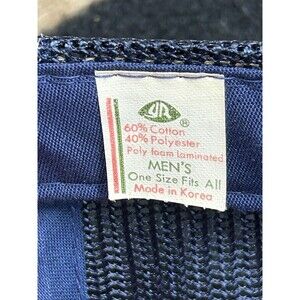 ®
60% Cotton
40% Polyester
Poly foam laminated
MEN'S
One Size Fits All
Made in Korea